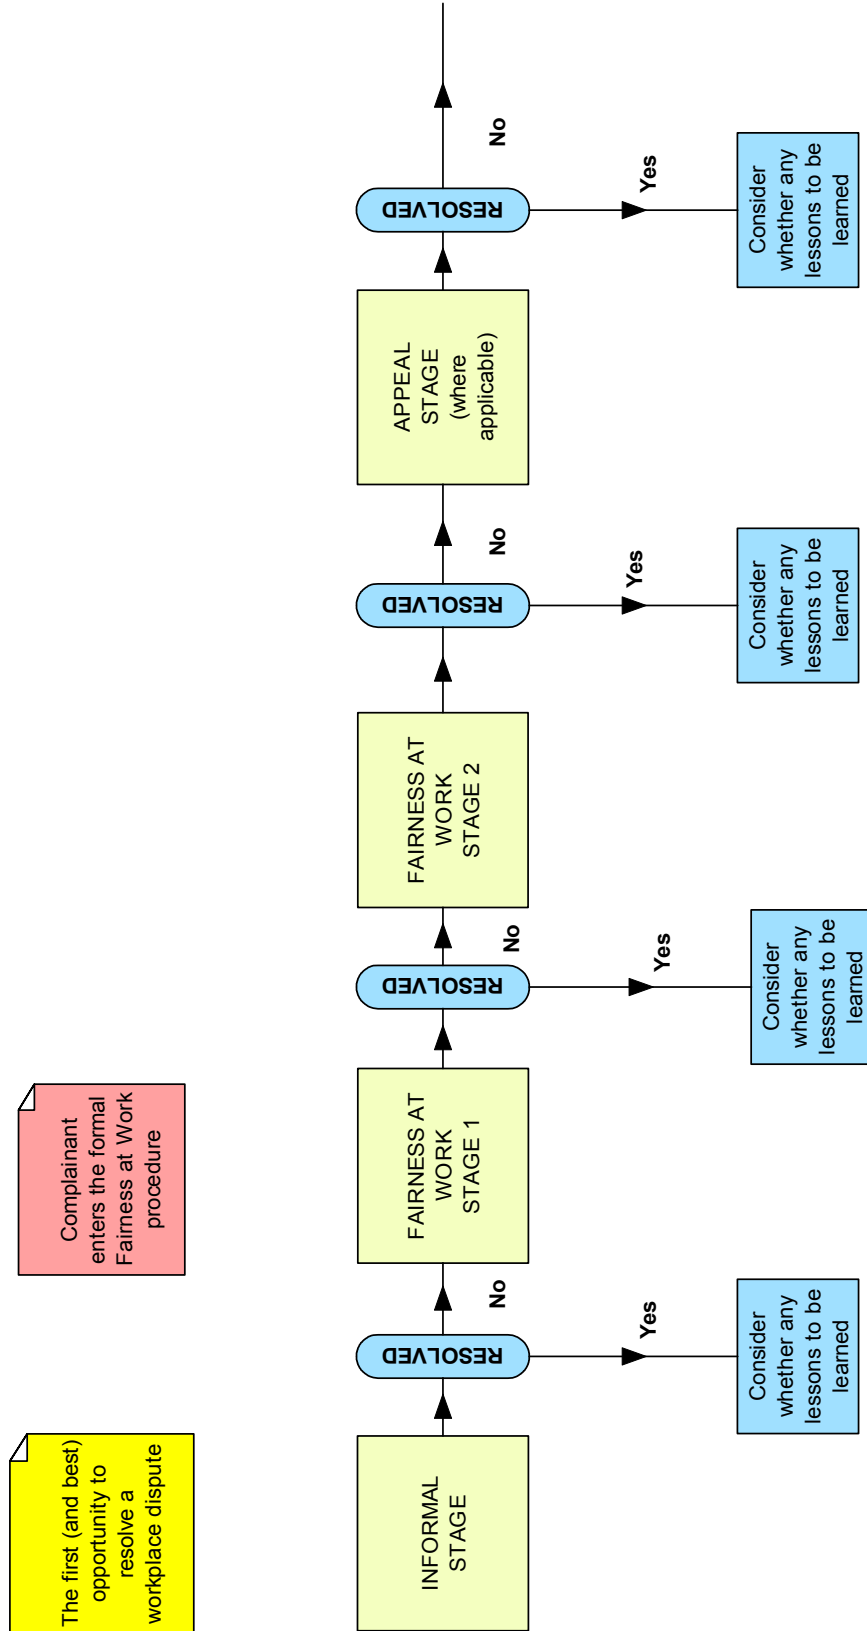 The first (and best)
opportunity to
resolve a
workplace dispute
Complainant
enters the formal
Fairness at Work
procedure
INFORMAL
STAGE
RESOLVED
No
Yes
Consider
whether any
lessons to be
learned
FAIRNESS AT
WORK
STAGE 1
RESOLVED
No
Yes
Consider
whether any
lessons to be
learned
FAIRNESS AT
WORK
STAGE 2
RESOLVED
No
Yes
Consider
whether any
lessons to be
learned
APPEAL
STAGE
(where
applicable)
RESOLVED
No
Yes
Consider
whether any
lessons to be
learned